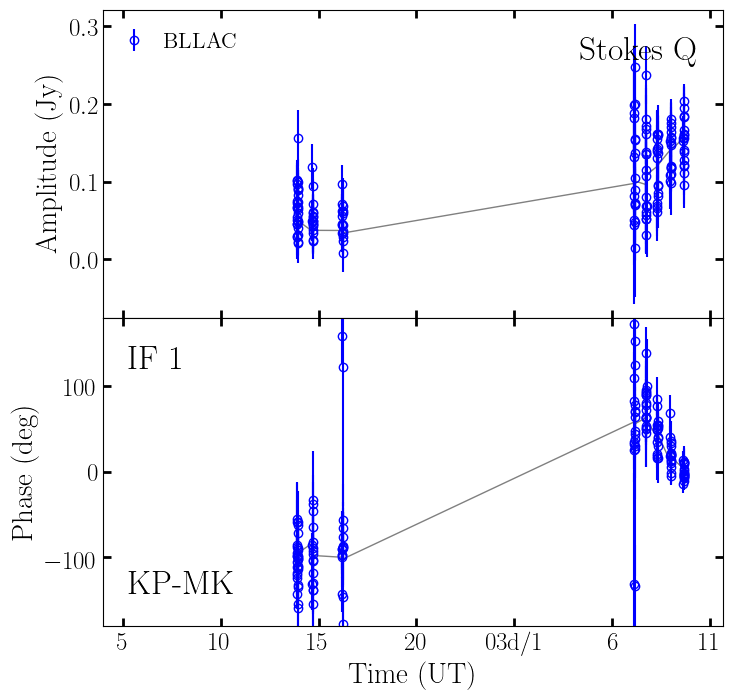 0.3
BLLAC
Stokes Q
0.2
0.1
0.0
Amplitude (Jy)
IF 1
100
0
−100
Phase (deg)
KP-MK
5 10 15 20 03d/1 6 11
Time (UT)